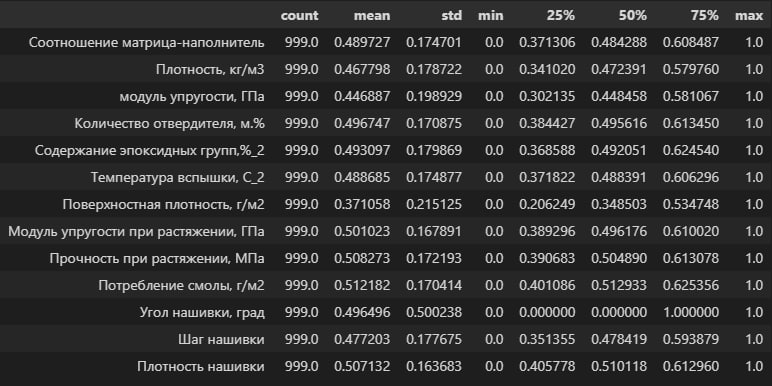 count mean std min 25% 50% 75% max
Соотношение матрица-наполнитель 999.0 0.489727 0.174701 0.0 0.371306 0.484288 0.608487 1.0
Плотность, кг/м3 999.0 0.467798 0.178722 0.0 0.341020 0.472391 0.579760 1.0
модуль упругости, ГПа 999.0 0.446887 0.198929 0.0 0.302135 0.448458 0.581067 1.0
Количество отвердителя, м.% 999.0 0.496747 0.170875 0.0 0.384427 0.495616 0.613450 1.0
Содержание эпоксидных групп,%_2 999.0 0.493097 0.179869 0.0 0.368588 0.492051 0.624540 1.0
Температура вспышки, С_2 999.0 0.488685 0.174877 0.0 0.371822 0.488391 0.606296 1.0
Поверхностная плотность, г/м2 999.0 0.371058 0.215125 0.0 0.206249 0.348503 0.534748 1.0
Модуль упругости при растяжении, ГПа 999.0 0.501023 0.167891 0.0 0.389296 0.496176 0.610020 1.0
Прочность при растяжении, МПа 999.0 0.508273 0.172193 0.0 0.390683 0.504890 0.613078 1.0
Потребление смолы, г/м2 999.0 0.512182 0.170414 0.0 0.401086 0.512933 0.625356 1.0
Угол нашивки, град 999.0 0.496496 0.500238 0.0 0.000000 0.000000 1.000000 1.0
Шаг нашивки 999.0 0.477203 0.177675 0.0 0.351355 0.478419 0.593879 1.0
Плотность нашивки 999.0 0.507132 0.163683 0.0 0.405778 0.510118 0.612960 1.0